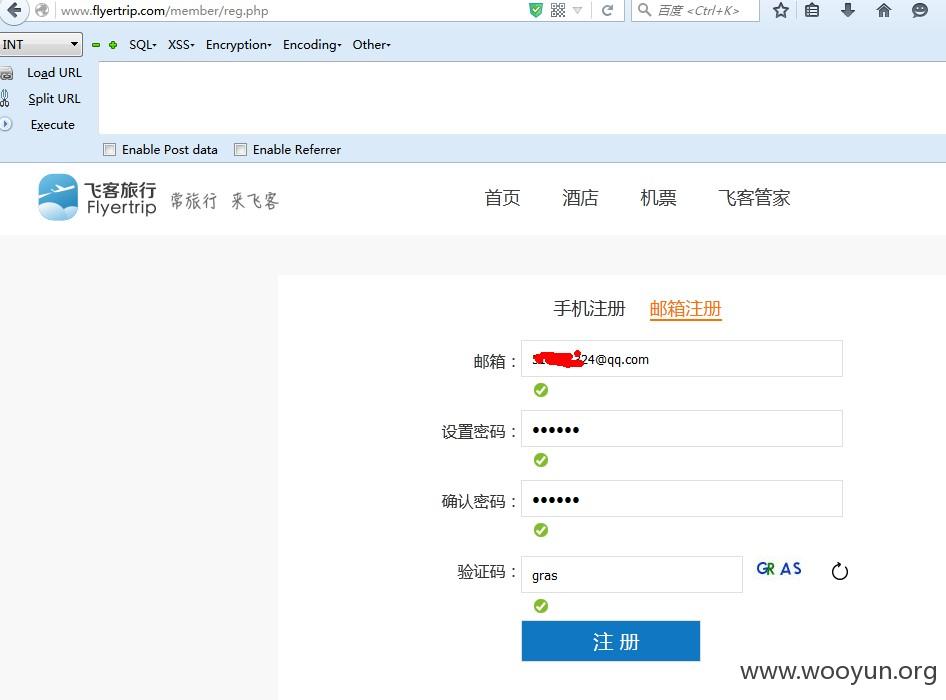 www.flyertrip.com/member/reg.php
百度 <Ctrl+K>
INT SQL XSS Encryption Encoding Other
Load URL
Split URL
Execute
Enable Post data Enable Referrer
飞客旅行 常旅行 来飞客 首页 酒店 机票 飞客管家
Flyertrip
手机注册 邮箱注册
邮箱： 24@qq.com
设置密码： ••••••
确认密码： ••••••
验证码： gras GRAS
注 册
www.wooyun.org